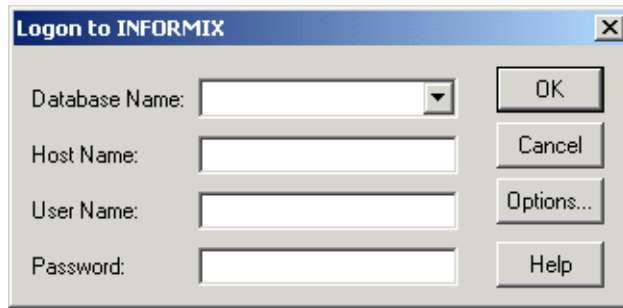 Logon to INFORMIX
Database Name:
OK
Host Name:
Cancel
User Name:
Options...
Password:
Help